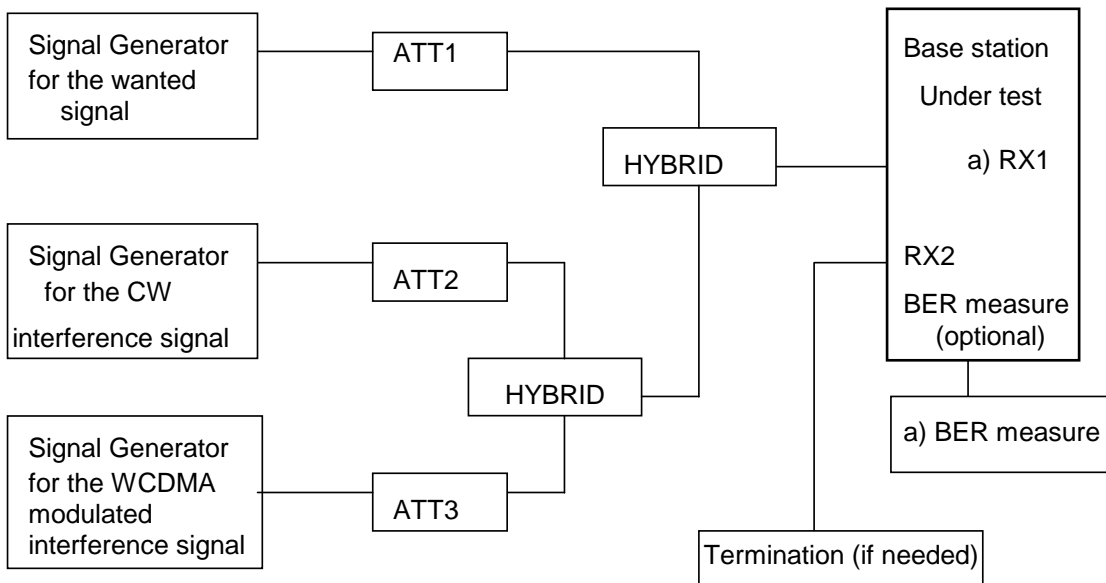 Signal Generator
for the wanted
signal
ATT1
HYBRID
Base station
Under test
a) RX1
Signal Generator
for the CW
interference signal
ATT2
RX2
BER measure
(optional)
HYBRID
a) BER measure
Signal Generator
for the WCDMA
modulated
interference signal
ATT3
Termination (if needed)